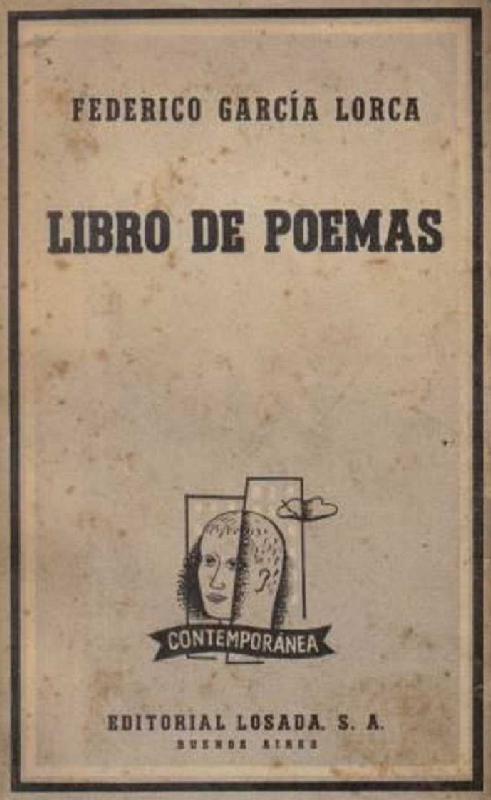 FEDERICO GARCÍA LORCA
LIBRO DE POEMAS
CONTEMPORÁNEA
EDITORIAL LOSADA, S. A.
BUENOS AIRES